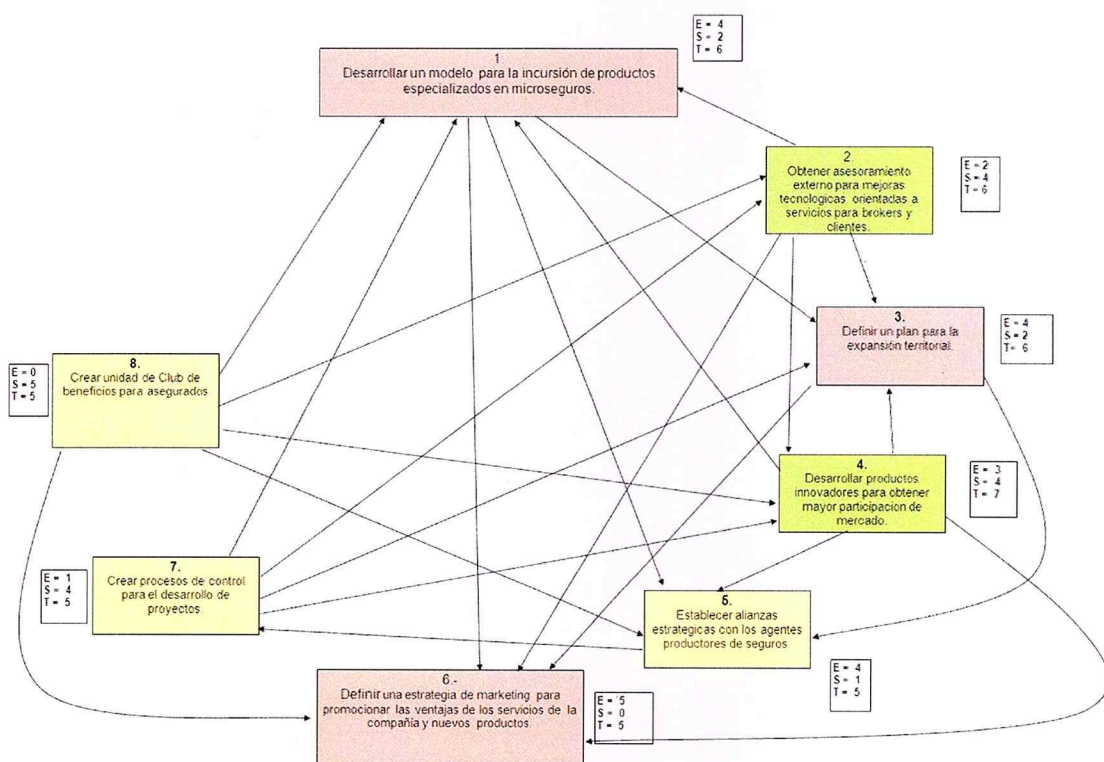 E = 4
S = 2
T = 6
1
Desarrollar un modelo para la incursión de productos
especializados en microseguros.
2.
Obtener asesoramiento
externo para mejoras
tecnologicas orientadas a
servicios para brokers y
clientes.
E = 2
S = 4
T = 6
3.
Definir un plan para la
expansión territorial.
E = 4
S = 2
T = 6
8.
Crear unidad de Club de
beneficios para asegurados
E = 0
S = 5
T = 5
4.
Desarrollar productos
innovadores para obtener
mayor participacion de
mercado.
E = 3
S = 4
T = 7
7.
Crear procesos de control
para el desarrollo de
proyectos.
E = 1
S = 4
T = 5
5.
Establecer alianzas
estrategicas con los agentes
productores de seguros
E = 4
S = 1
T = 5
6.-
Definir una estrategia de marketing para
promocionar las ventajas de los servicios de la
compañía y nuevos productos.
E = 5
S = 0
T = 5